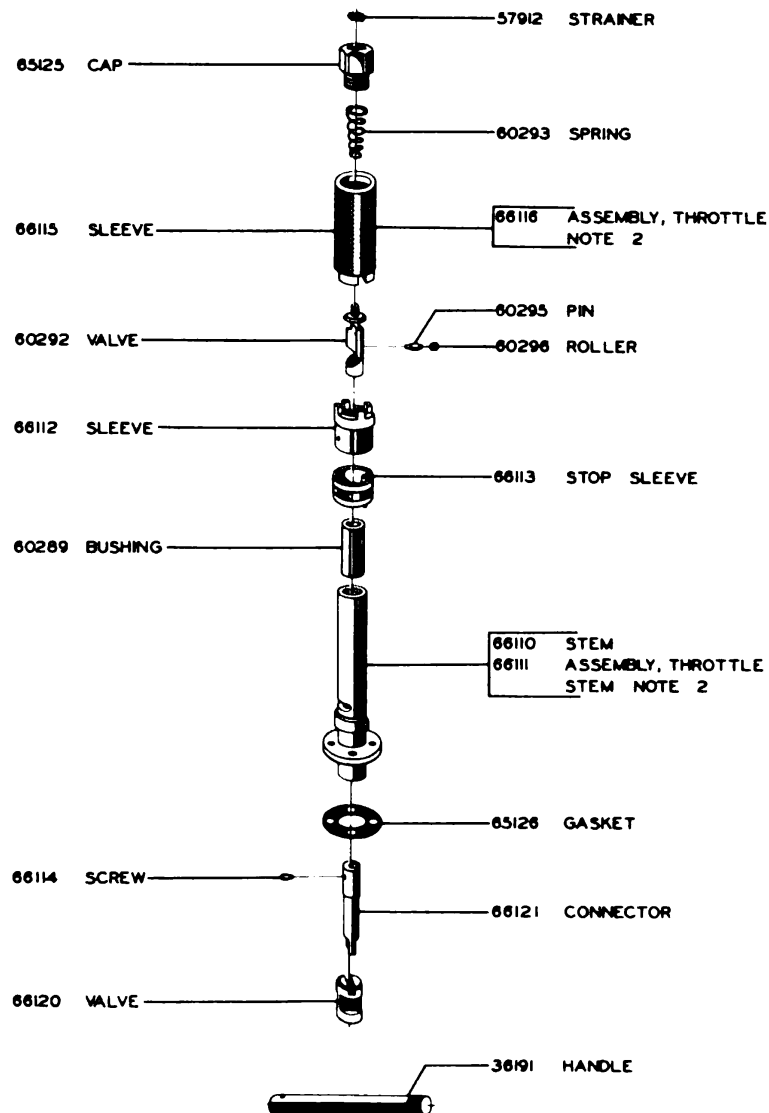 57912 STRAINER
65125 CAP
60293 SPRING
66115 SLEEVE
66116 ASSEMBLY, THROTTLE
NOTE 2
60295 PIN
60292 VALVE
60296 ROLLER
66112 SLEEVE
66113 STOP SLEEVE
60289 BUSHING
66110 STEM
66111 ASSEMBLY, THROTTLE
STEM NOTE 2
65126 GASKET
66114 SCREW
66121 CONNECTOR
66120 VALVE
36191 HANDLE